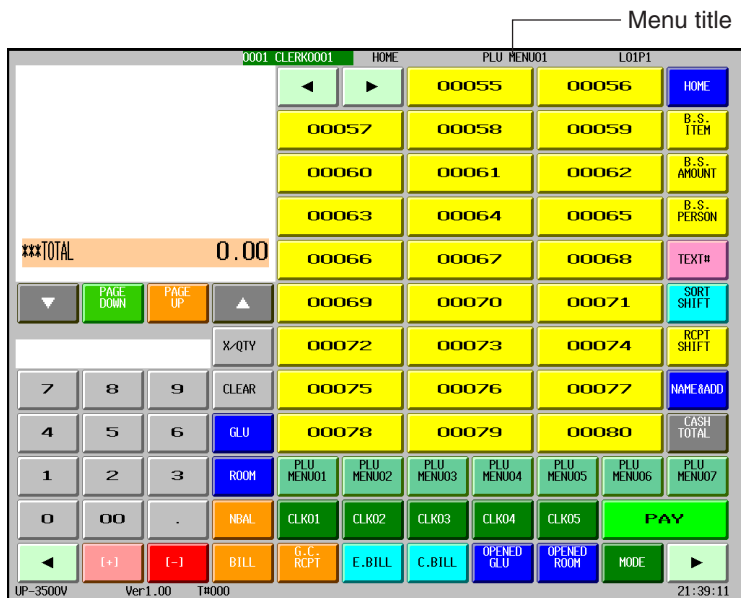 Menu title
0001 CLERK0001 HOME PLU MENU01 L01P1
◄ ► 00055 00056 HOME
00057 00058 00059 B.S. ITEM
00060 00061 00062 B.S. AMOUNT
00063 00064 00065 B.S. PERSON
***TOTAL 0.00 00066 00067 00068 TEXT#
▼ PAGE DOWN PAGE UP ▲ 00069 00070 00071 SORT SHIFT
X/QTY 00072 00073 00074 RCPT SHIFT
7 8 9 CLEAR 00075 00076 00077 NAME&ADD
4 5 6 GLU 00078 00079 00080 CASH TOTAL
1 2 3 ROOM PLU MENU01 PLU MENU02 PLU MENU03 PLU MENU04 PLU MENU05 PLU MENU06 PLU MENU07
0 00 . NBAL CLK01 CLK02 CLK03 CLK04 CLK05 PAY
◄ [+] [-] BILL G.C. RCPT E.BILL C.BILL OPENED GLU OPENED ROOM MODE ►
UP-3500V Ver1.00 T#000 21:39:11